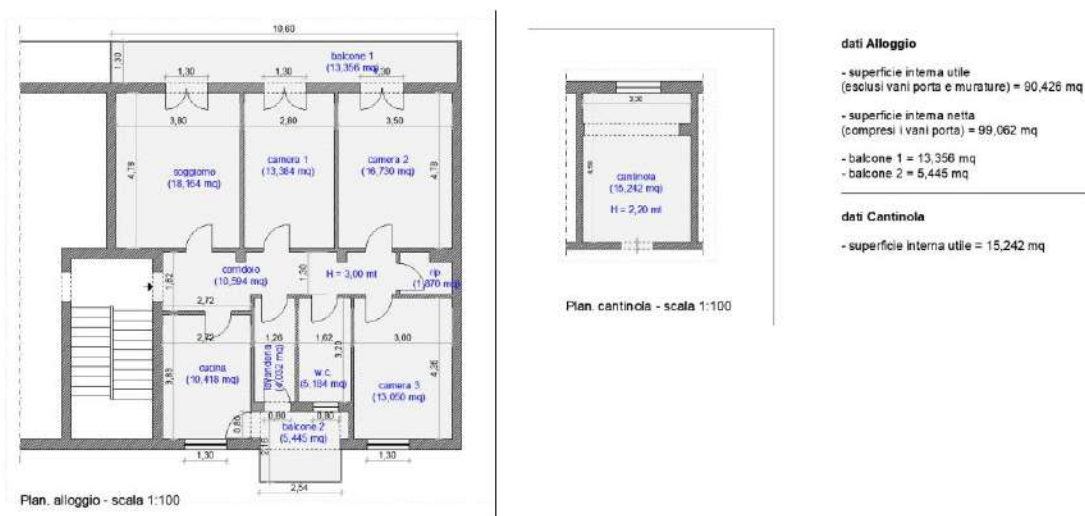 10,60
balcone 1
(13,356 mq)
1,30
1,30
1,30
1,30
3,80
2,80
3,50
4,78
4,78
soggiorno
(18,164 mq)
camera 1
(13,384 mq)
camera 2
(16,730 mq)
corridoio
(10,594 mq)
1,62
1,30
H = 3,00 ml
rip
(1,870 mq)
2,72
2,72
1,26
1,62
3,00
3,83
cucina
(10,418 mq)
lavanderia
(4,032 mq)
3,20
w.c.
(5,184 mq)
camera 3
(13,050 mq)
4,35
0,80
0,80
0,80
balcone 2
(5,445 mq)
2,16
1,30
1,30
2,54
Plan. alloggio - scala 1:100
3,30
cantinola
(15,242 mq)
H = 2,20 ml
Plan. cantinola - scala 1:100
dati Alloggio
- superficie interna utile
(esclusi vani porta e murature) = 90,426 mq
- superficie interna netta
(compresi i vani porta) = 99,062 mq
- balcone 1 = 13,356 mq
- balcone 2 = 5,445 mq
dati Cantinola
- superficie interna utile = 15,242 mq